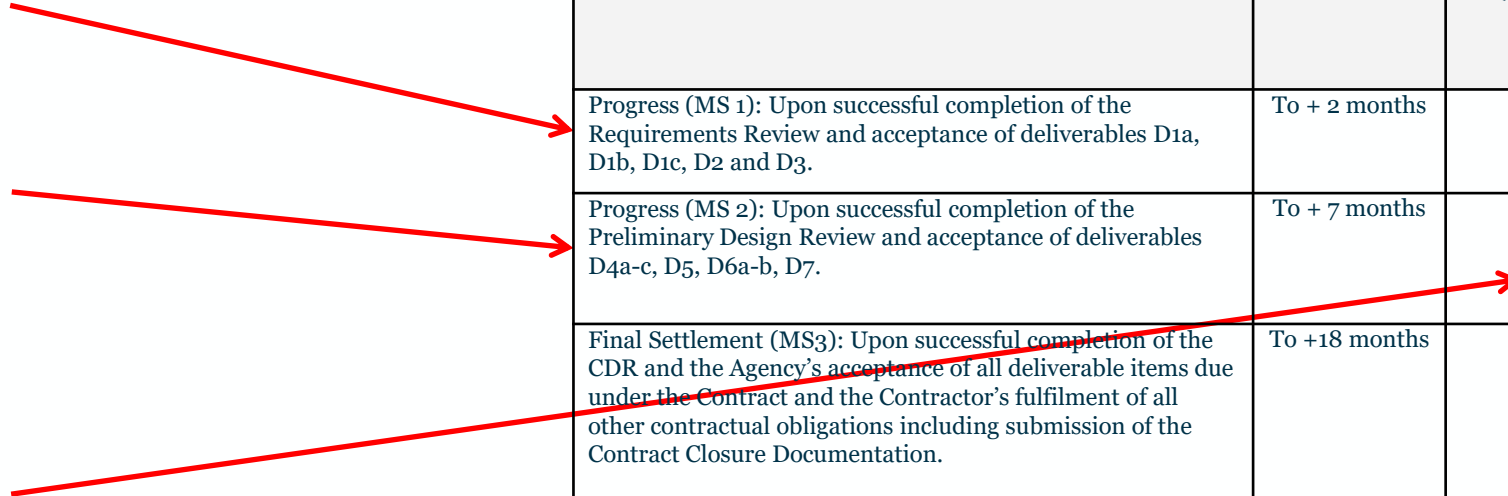 Progress (MS 1): Upon successful completion of the
Requirements Review and acceptance of deliverables D1a,
D1b, D1c, D2 and D3.
To + 2 months
Progress (MS 2): Upon successful completion of the
Preliminary Design Review and acceptance of deliverables
D4a-c, D5, D6a-b, D7.
To + 7 months
Final Settlement (MS3): Upon successful completion of the
CDR and the Agency’s acceptance of all deliverable items due
under the Contract and the Contractor’s fulfilment of all
other contractual obligations including submission of the
Contract Closure Documentation.
To +18 months